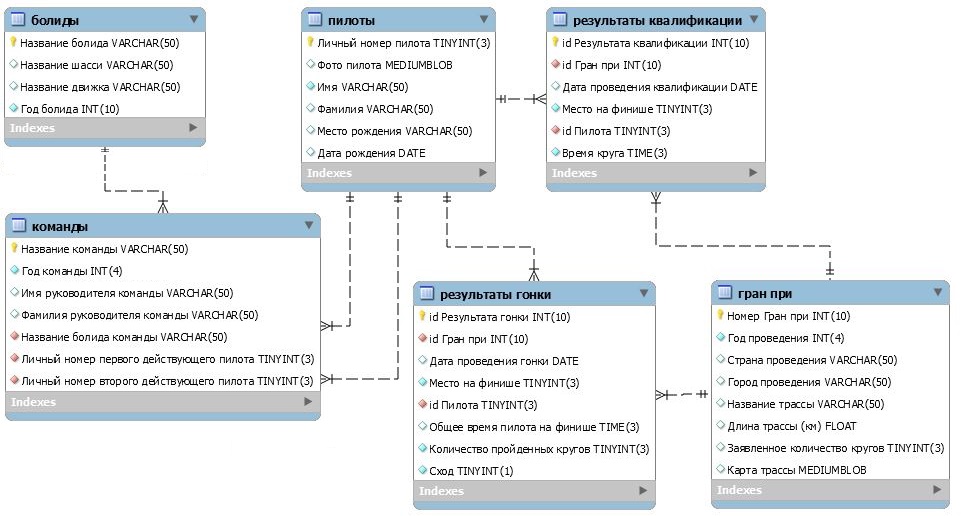 болиды
Название болида VARCHAR(50)
Название шасси VARCHAR(50)
Название движка VARCHAR(50)
Год болида INT(10)
Indexes
пилоты
Личный номер пилота TINYINT(3)
Фото пилота MEDIUMBLOB
Имя VARCHAR(50)
Фамилия VARCHAR(50)
Место рождения VARCHAR(50)
Дата рождения DATE
Indexes
результаты квалификации
id Результата квалификации INT(10)
id Гран при INT(10)
Дата проведения квалификации DATE
Место на финише TINYINT(3)
id Пилота TINYINT(3)
Время круга TIME(3)
Indexes
команды
Название команды VARCHAR(50)
Год команды INT(4)
Имя руководителя команды VARCHAR(50)
Фамилия руководителя команды VARCHAR(50)
Название болида команды VARCHAR(50)
Личный номер первого действующего пилота TINYINT(3)
Личный номер второго действующего пилота TINYINT(3)
Indexes
результаты гонки
id Результата гонки INT(10)
id Гран при INT(10)
Дата проведения гонки DATE
Место на финише TINYINT(3)
id Пилота TINYINT(3)
Общее время пилота на финише TIME(3)
Количество пройденных кругов TINYINT(3)
Сход TINYINT(1)
Indexes
гран при
Номер Гран при INT(10)
Год проведения INT(4)
Страна проведения VARCHAR(50)
Город проведения VARCHAR(50)
Название трассы VARCHAR(50)
Длина трассы (км) FLOAT
Заявленное количество кругов TINYINT(3)
Карта трассы MEDIUMBLOB
Indexes